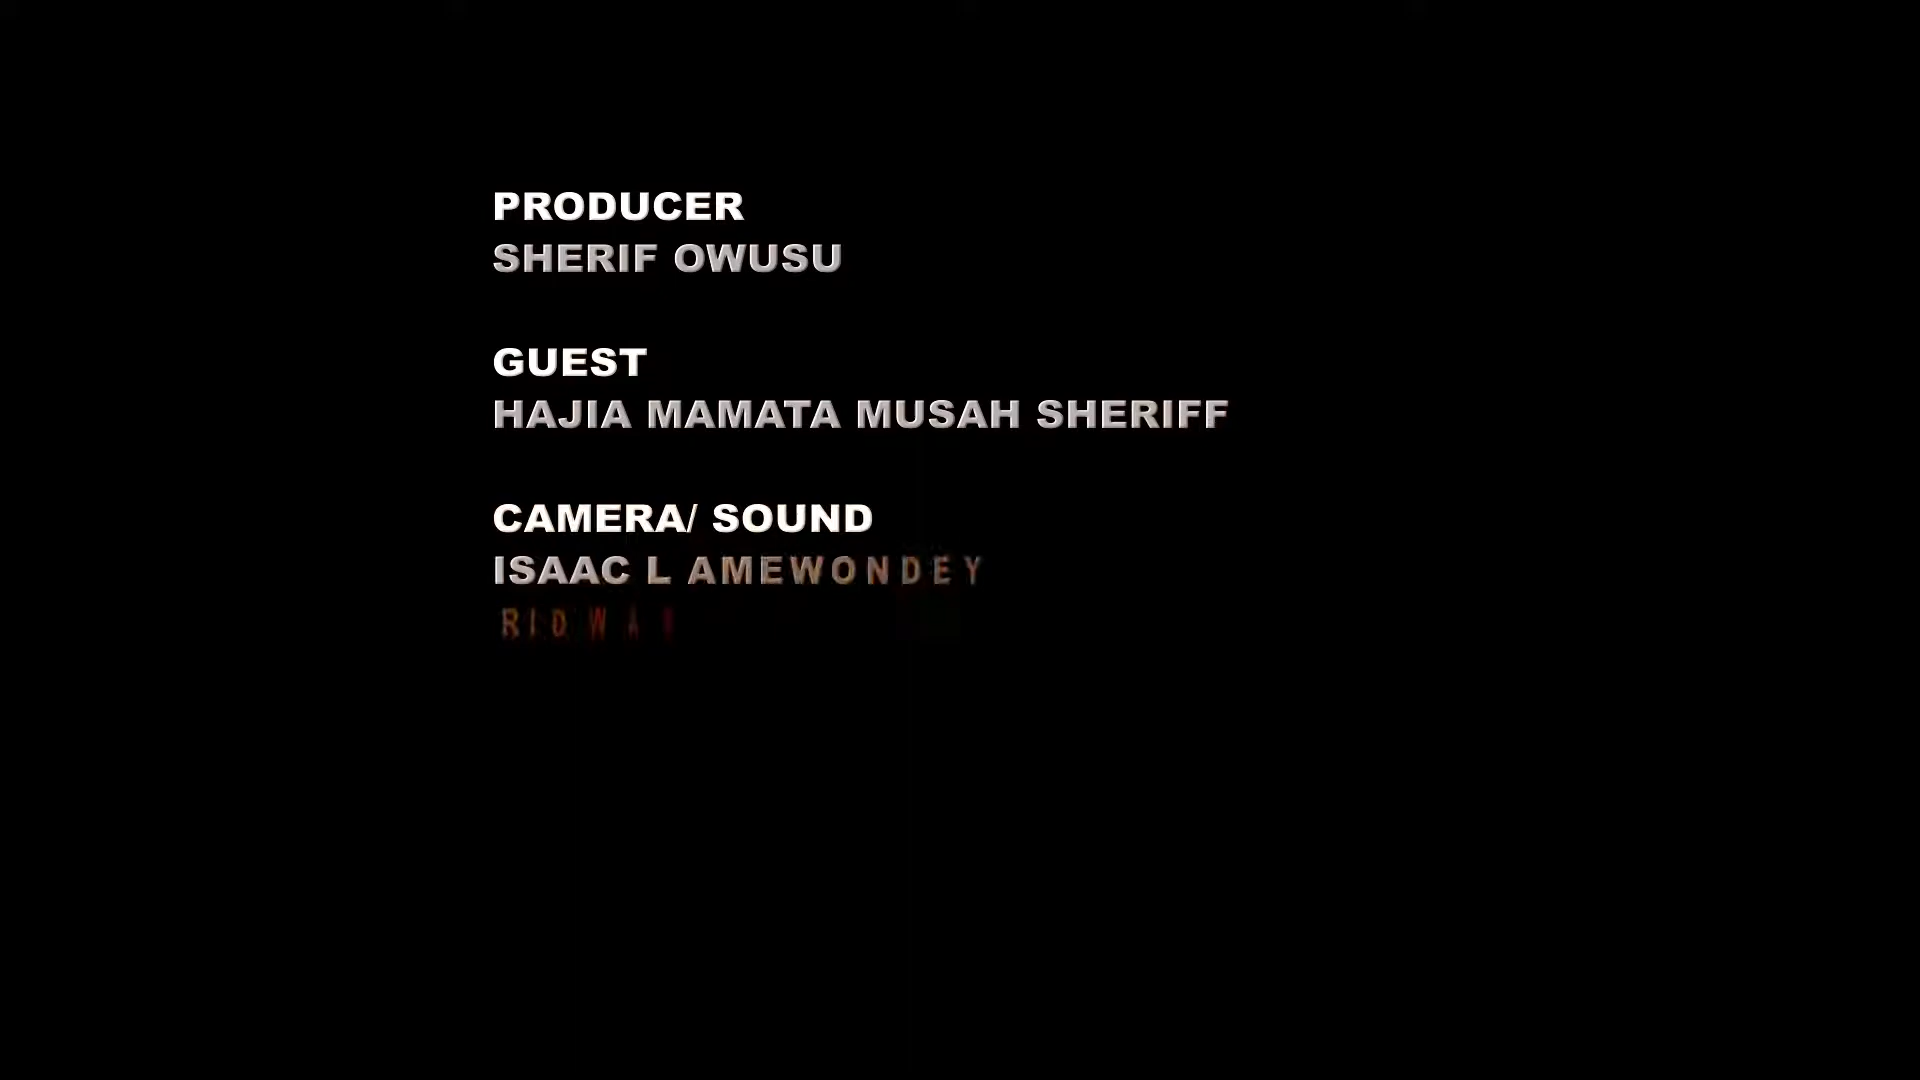 PRODUCER
SHERIF OWUSU
GUEST
HAJIA MAMATA MUSAH SHERIFF
CAMERA/ SOUND
ISAAC L AMEWONDEY